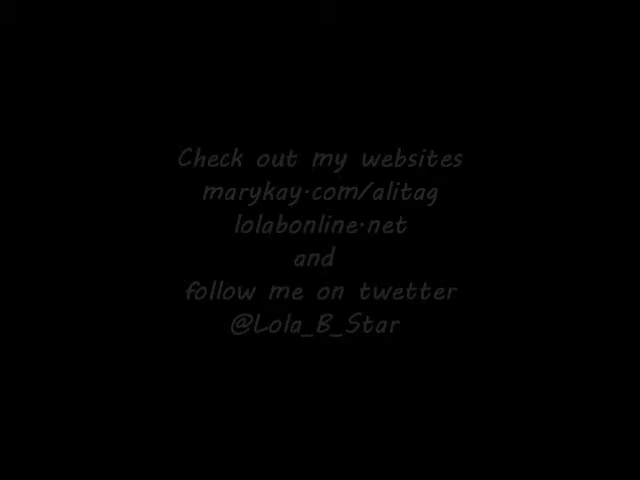 Check out my websites
marykay.com/alitag
lolabonline.net
and
follow me on twetter
@Lola_B_Star